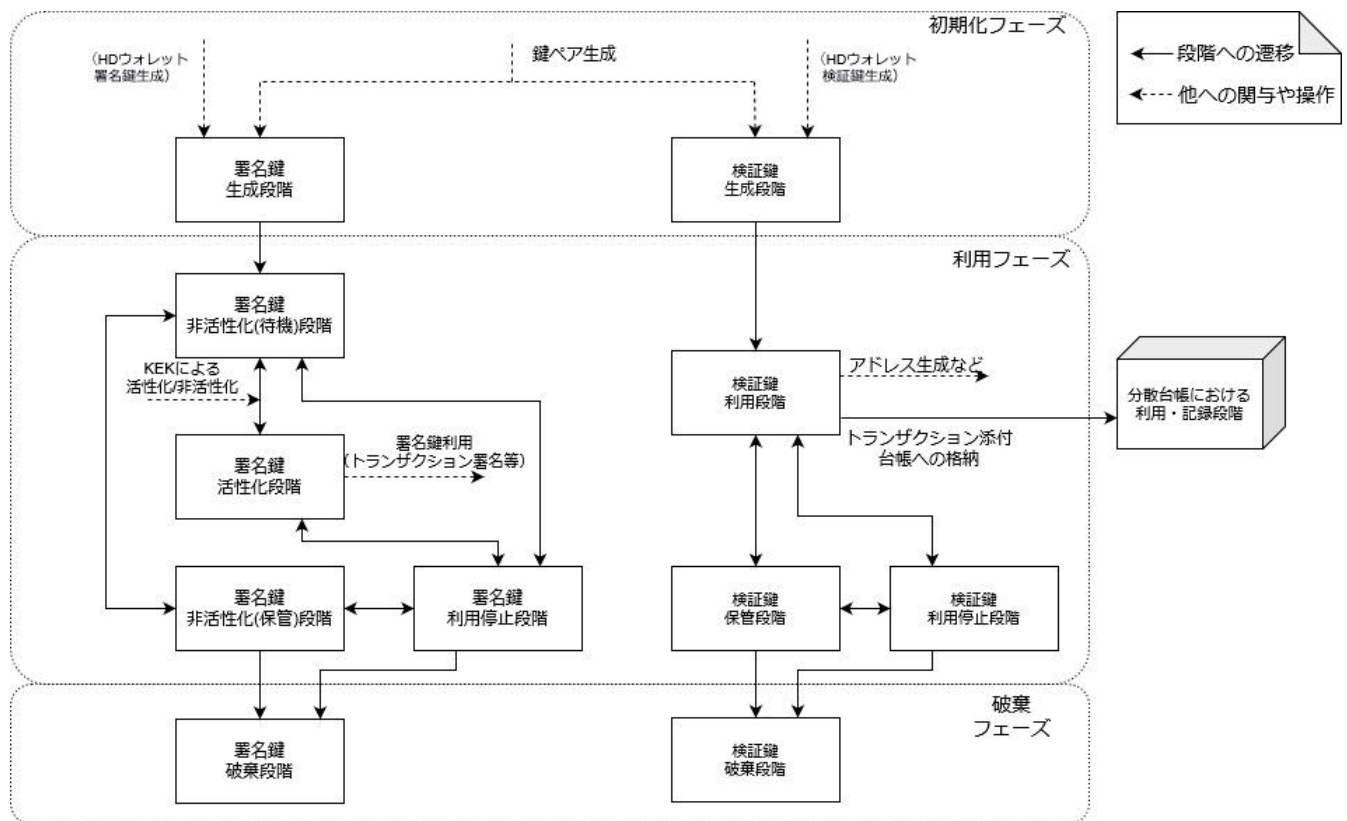 初期化フェーズ
（HDウォレット
署名鍵生成）
鍵ペア生成
（HDウォレット
検証鍵生成）
段階への遷移
他への関与や操作
署名鍵
生成段階
検証鍵
生成段階
利用フェーズ
署名鍵
非活性化(待機)段階
KEKによる
活性化/非活性化
検証鍵
利用段階
アドレス生成など
分散台帳における
利用・記録段階
トランザクション添付
台帳への格納
署名鍵
活性化段階
署名鍵利用
（トランザクション署名等）
署名鍵
非活性化(保管)段階
署名鍵
利用停止段階
検証鍵
保管段階
検証鍵
利用停止段階
破棄
フェーズ
署名鍵
破棄段階
検証鍵
破棄段階